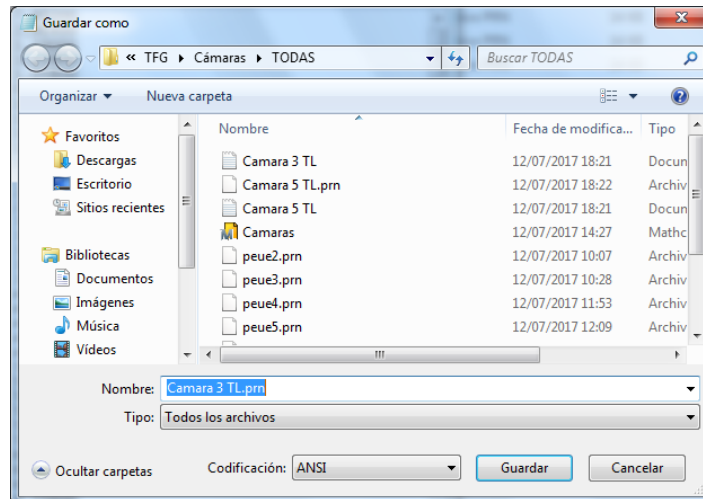 Guardar como
« TFG ▸ Cámaras ▸ TODAS Buscar TODAS
Organizar Nueva carpeta
Favoritos
Descargas
Escritorio
Sitios recientes
Bibliotecas
Documentos
Imágenes
Música
Vídeos
Nombre Fecha de modifica... Tipo
Camara 3 TL 12/07/2017 18:21 Docun
Camara 5 TL.prn 12/07/2017 18:22 Archiv
Camara 5 TL 12/07/2017 18:21 Docun
Camaras 12/07/2017 14:27 Mathc
peue2.prn 12/07/2017 10:07 Archiv
peue3.prn 12/07/2017 10:28 Archiv
peue4.prn 12/07/2017 11:53 Archiv
peue5.prn 12/07/2017 12:09 Archiv
Nombre: Camara 3 TL.prn
Tipo: Todos los archivos
Ocultar carpetas Codificación: ANSI Guardar Cancelar